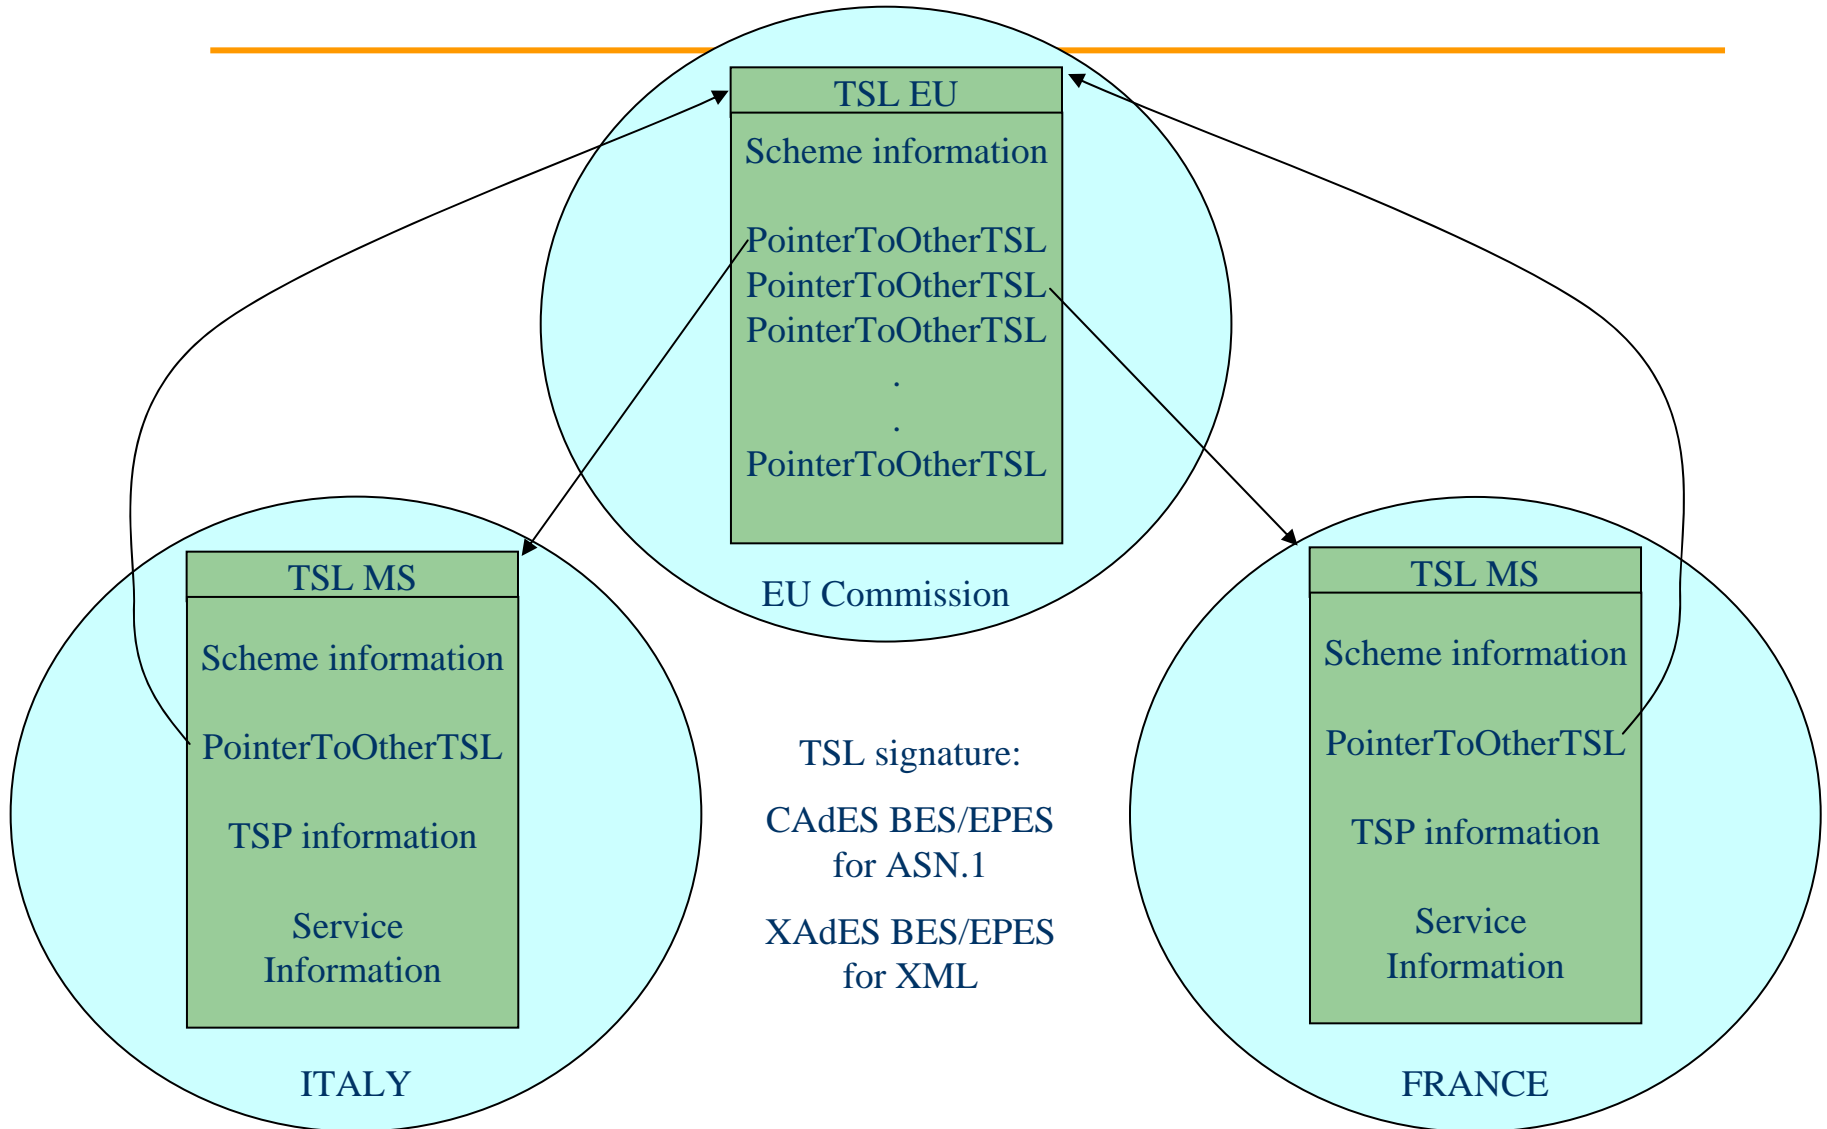 TSL EU
Scheme information
PointerToOtherTSL
PointerToOtherTSL
PointerToOtherTSL
.
.
PointerToOtherTSL
EU Commission
TSL MS
Scheme information
PointerToOtherTSL
TSP information
Service
Information
ITALY
TSL signature:
CAdES BES/EPES
for ASN.1
XAdES BES/EPES
for XML
TSL MS
Scheme information
PointerToOtherTSL
TSP information
Service
Information
FRANCE